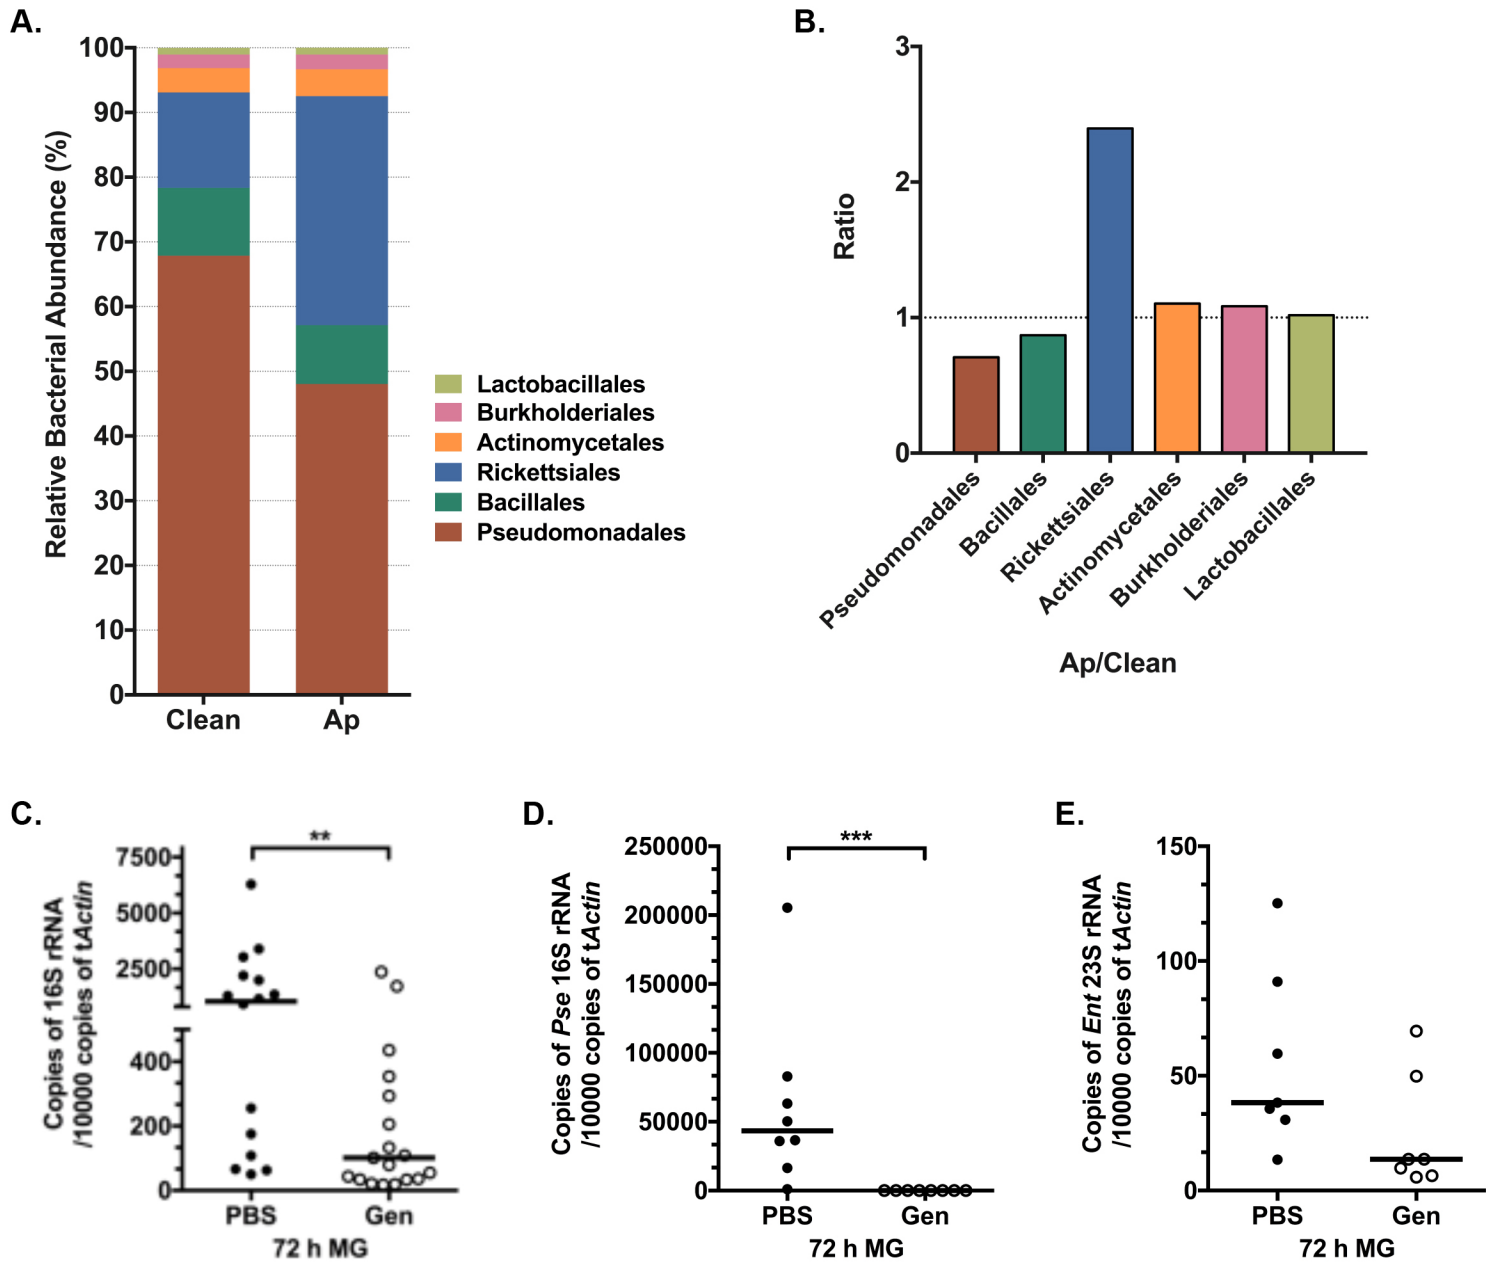 A.
Relative Bacterial Abundance (%)
100
90
80
70
60
50
40
30
20
10
0
Clean
Ap
Lactobacillales
Burkholderiales
Actinomycetales
Rickettsiales
Bacillales
Pseudomonadales
B.
Ratio
3
2
1
0
Pseudomonadales
Bacillales
Rickettsiales
Actinomycetales
Burkholderiales
Lactobacillales
Ap/Clean
C.
Copies of 16S rRNA
/10000 copies of tActin
7500
5000
2500
400
200
0
**
PBS
Gen
72 h MG
D.
Copies of Pse 16S rRNA
/10000 copies of tActin
250000
200000
150000
100000
50000
0
***
PBS
Gen
72 h MG
E.
Copies of Ent 23S rRNA
/10000 copies of tActin
150
100
50
0
PBS
Gen
72 h MG